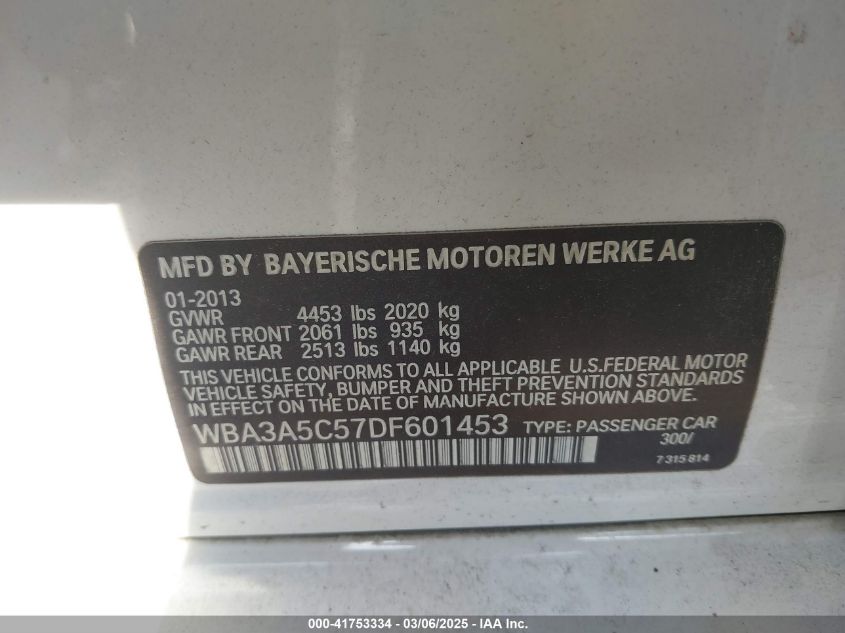 MFD BY BAYERISCHE MOTOREN WERKE AG
01-2013
GVWR 4453 lbs 2020 kg
GAWR FRONT 2061 lbs 935 kg
GAWR REAR 2513 lbs 1140 kg
THIS VEHICLE CONFORMS TO ALL APPLICABLE U.S.FEDERAL MOTOR
VEHICLE SAFETY, BUMPER AND THEFT PREVENTION STANDARDS
IN EFFECT ON THE DATE OF MANUFACTURE SHOWN ABOVE.
WBA3A5C57DF601453 TYPE: PASSENGER CAR
300/
7 315 814
000-41753334 | 03/06/2025 - IAA Inc.